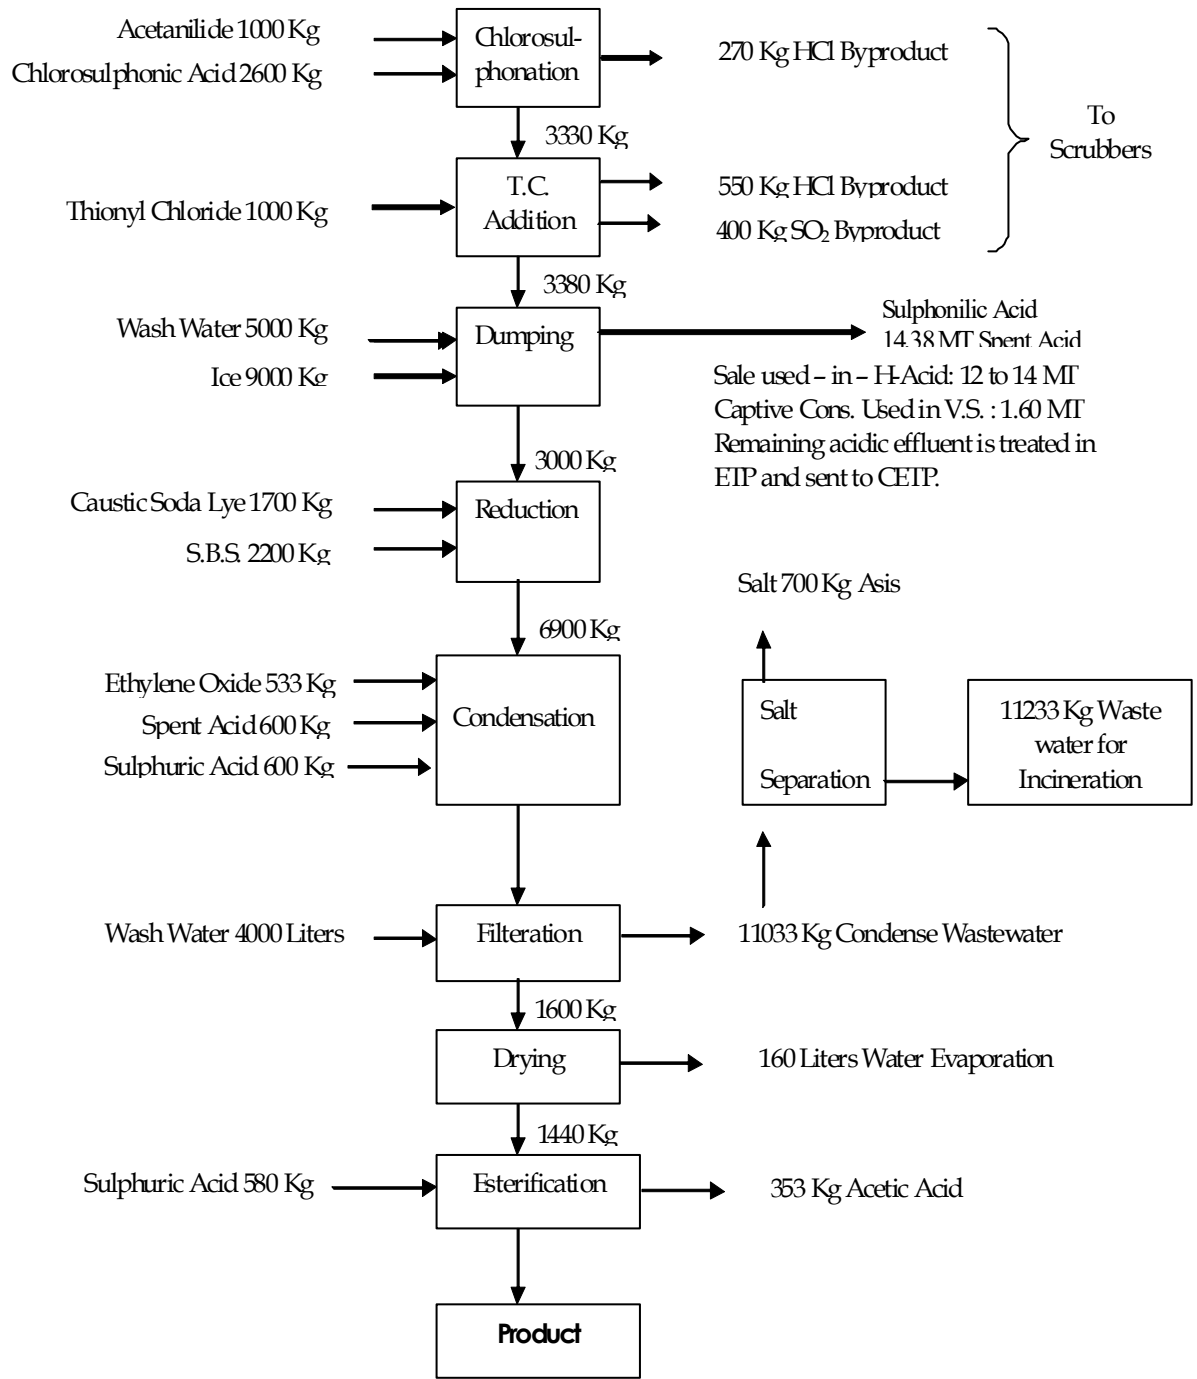 Acetanilide 1000 Kg
Chlorosulphonic Acid 2600 Kg
Chlorosul-
phonation
270 Kg HCl Byproduct
To
Scrubbers
3330 Kg
Thionyl Chloride 1000 Kg
T.C.
Addition
550 Kg HCl Byproduct
400 Kg SO₂ Byproduct
3380 Kg
Wash Water 5000 Kg
Ice 9000 Kg
Dumping
Sulphonilic Acid
14.38 MT Spent Acid
Sale used – in – H-Acid: 12 to 14 MT
Captive Cons. Used in V.S. : 1.60 MT
Remaining acidic effluent is treated in
ETP and sent to CETP.
3000 Kg
Caustic Soda Lye 1700 Kg
S.B.S. 2200 Kg
Reduction
6900 Kg
Salt 700 Kg Asis
Ethylene Oxide 533 Kg
Spent Acid 600 Kg
Sulphuric Acid 600 Kg
Condensation
Salt
Separation
11233 Kg Waste
water for
Incineration
Wash Water 4000 Liters
Filteration
11033 Kg Condense Wastewater
1600 Kg
Drying
160 Liters Water Evaporation
1440 Kg
Sulphuric Acid 580 Kg
Esterification
353 Kg Acetic Acid
Product